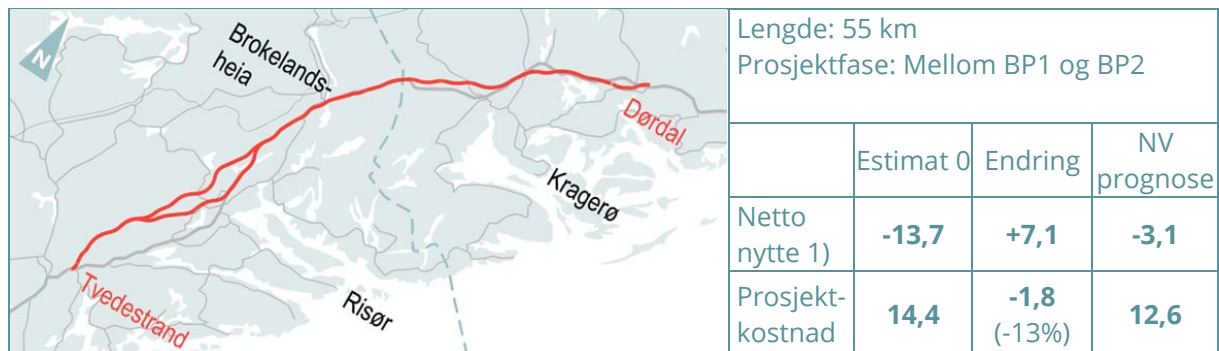 N
Brokelands-
heia
Dørdal
Kragerø
Tvedestrand
Risør
Lengde: 55 km
Prosjektfase: Mellom BP1 og BP2
Estimat 0 Endring NV
prognose
Netto
nytte 1) -13,7 +7,1 -3,1
Prosjekt-
kostnad 14,4 -1,8
(-13%) 12,6